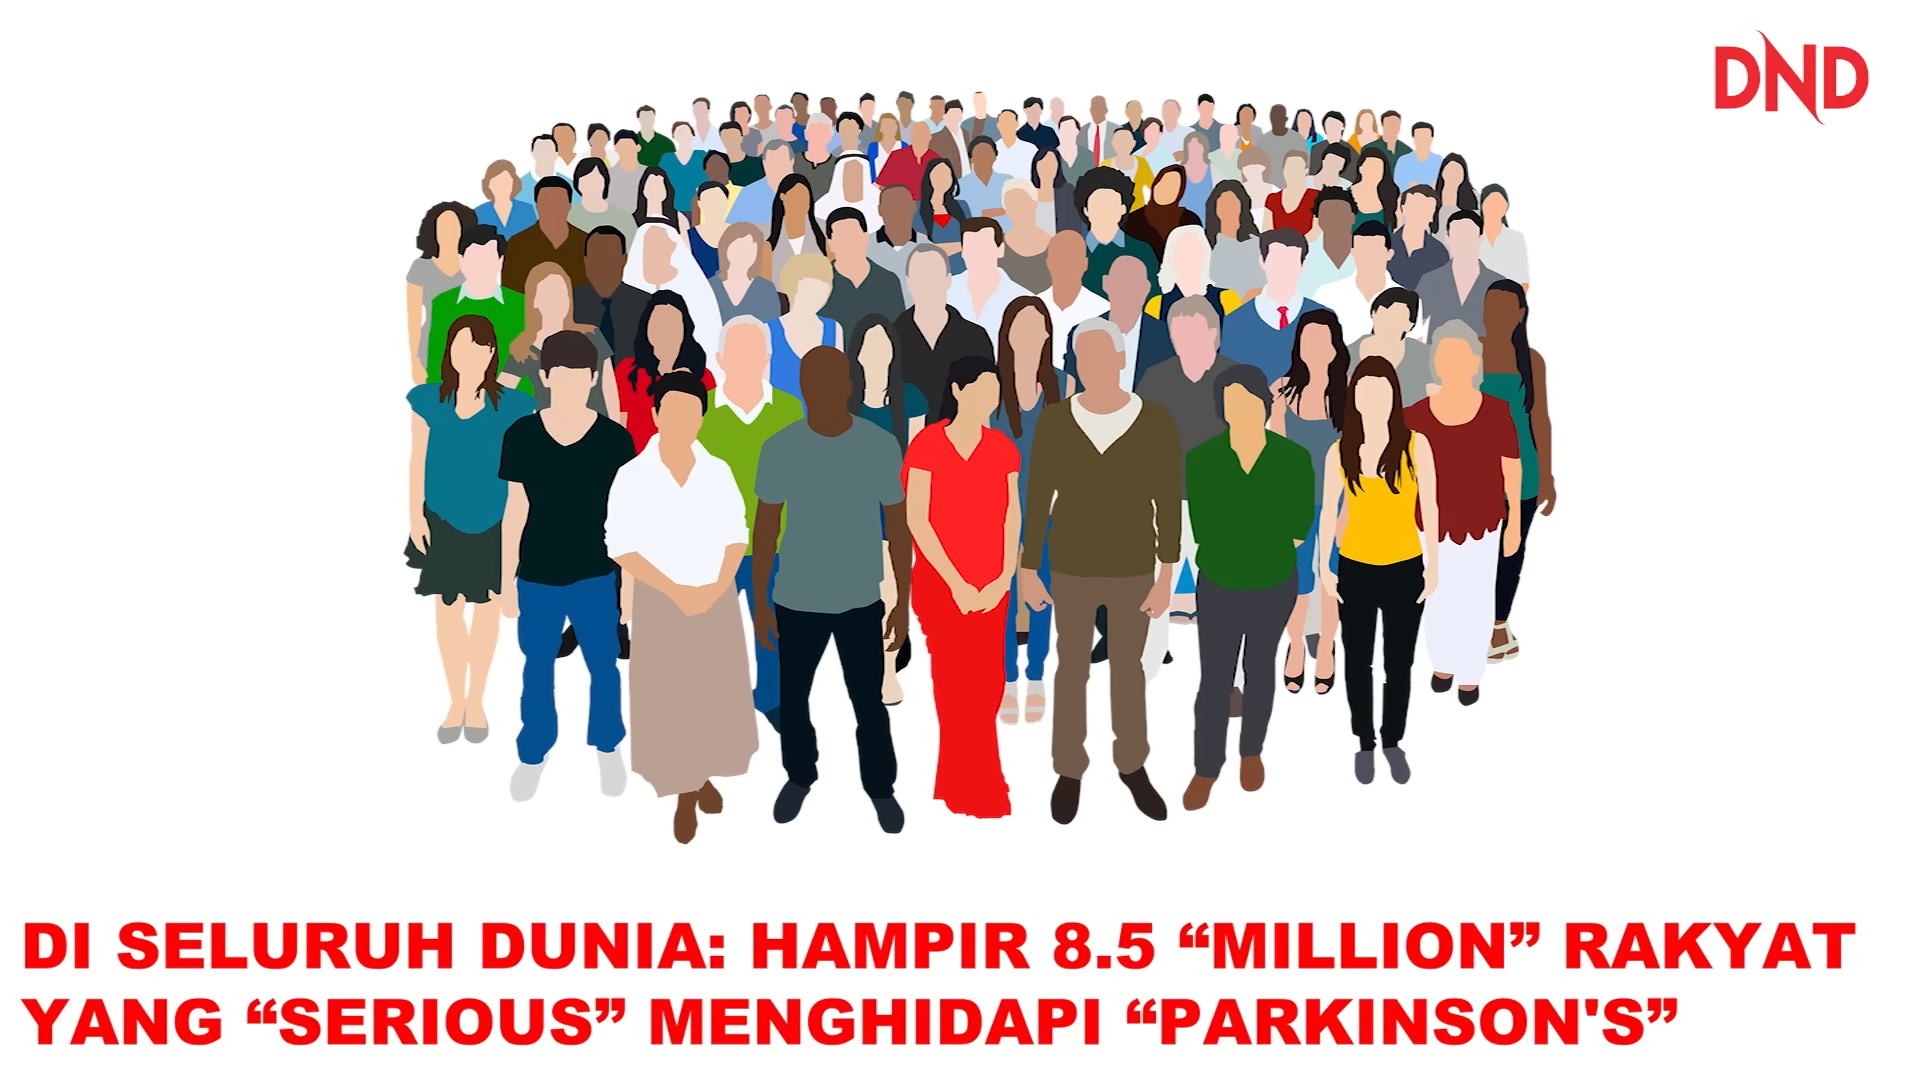 DND
DI SELURUH DUNIA: HAMPIR 8.5 “MILLION” RAKYAT
YANG “SERIOUS” MENGHIDAPI “PARKINSON'S”